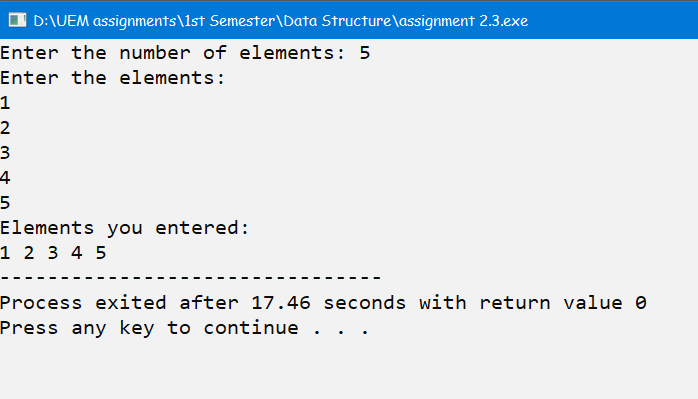 D:\UEM assignments\1st Semester\Data Structure\assignment 2.3.exe
Enter the number of elements: 5
Enter the elements:
1
2
3
4
5
Elements you entered:
1 2 3 4 5
--------------------------------
Process exited after 17.46 seconds with return value 0
Press any key to continue . . .